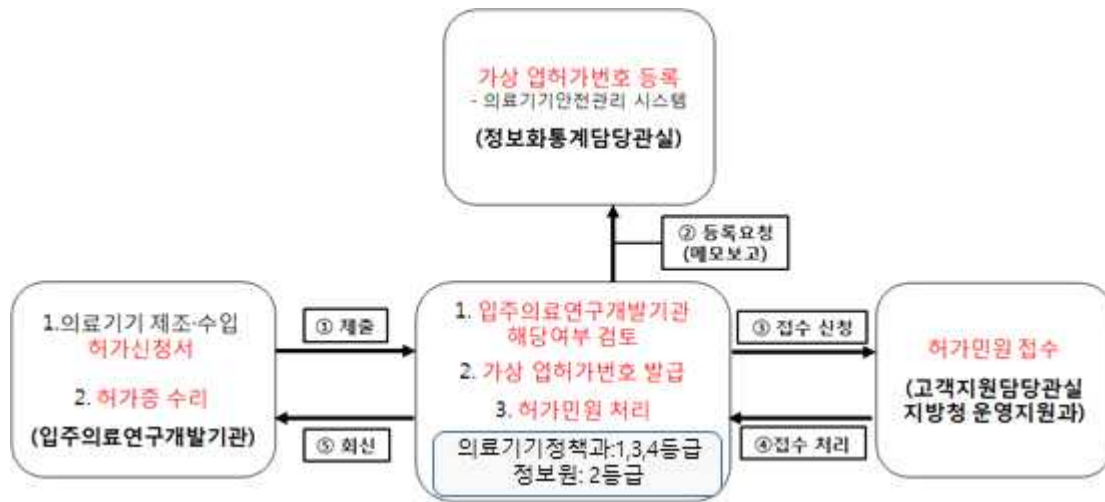 가상 업허가번호 등록
- 의료기기안전관리 시스템
(정보화통계담당관실)
② 등록요청
(메모보고)
1.의료기기 제조·수입
허가신청서
2. 허가증 수리
(입주의료연구개발기관)
① 제출
⑤ 회신
1. 입주의료연구개발기관
해당여부 검토
2. 가상 업허가번호 발급
3. 허가민원 처리
의료기기정책과:1,3,4등급
정보원: 2등급
③ 접수 신청
④접수 처리
허가민원 접수
(고객지원담당관실
지방청 운영지원과)